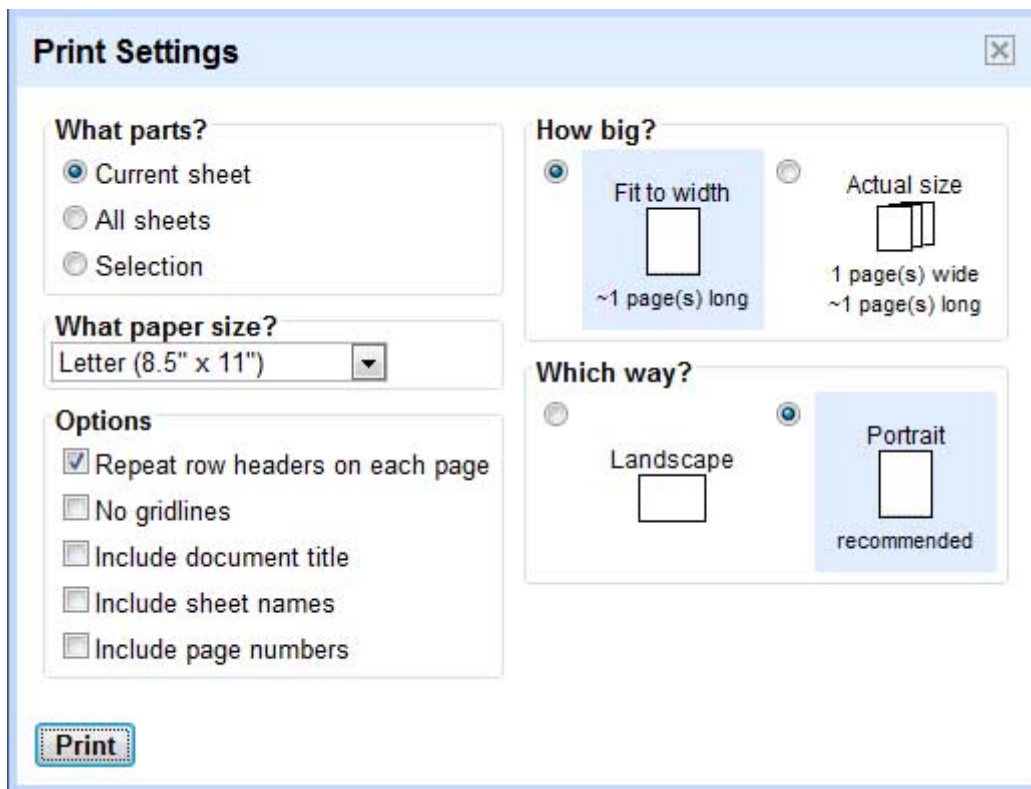 Print Settings
What parts?
Current sheet
All sheets
Selection
What paper size?
Letter (8.5" x 11")
Options
Repeat row headers on each page
No gridlines
Include document title
Include sheet names
Include page numbers
How big?
Fit to width
~1 page(s) long
Actual size
1 page(s) wide
~1 page(s) long
Which way?
Landscape
Portrait
recommended
Print